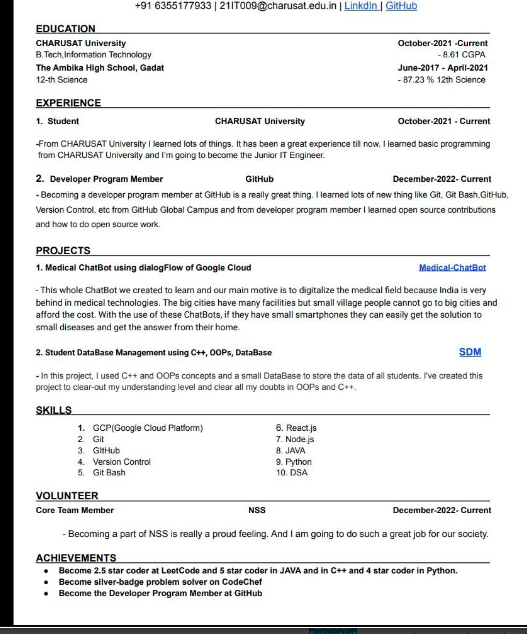 +91 6355177933 | 21IT009@charusat.edu.in | LinkdIn | GitHub
EDUCATION
CHARUSAT University October-2021 -Current
B.Tech,Information Technology - 8.61 CGPA
The Ambika High School, Gadat June-2017 - April-2021
12-th Science - 87.23 % 12th Science
EXPERIENCE
1. Student CHARUSAT University October-2021 - Current
-From CHARUSAT University I learned lots of things. It has been a great experience till now. I learned basic programming
from CHARUSAT University and I'm going to become the Junior IT Engineer.
2. Developer Program Member GitHub December-2022- Current
- Becoming a developer program member at GitHub is a really great thing. I learned lots of new thing like Git, Git Bash,GitHub,
Version Control, etc from GitHub Global Campus and from developer program member I learned open source contributions
and how to do open source work.
PROJECTS
1. Medical ChatBot using dialogFlow of Google Cloud Medical-ChatBot
- This whole ChatBot we created to learn and our main motive is to digitalize the medical field because India is very
behind in medical technologies. The big cities have many facilities but small village people cannot go to big cities and
afford the cost. With the use of these ChatBots, if they have small smartphones they can easily get the solution to
small diseases and get the answer from their home.
2. Student DataBase Management using C++, OOPs, DataBase SDM
- In this project, I used C++ and OOPs concepts and a small DataBase to store the data of all students. I've created this
project to clear-out my understanding level and clear all my doubts in OOPs and C++.
SKILLS
1. GCP(Google Cloud Platform) 6. React.js
2. Git 7. Node.js
3. GItHub 8. JAVA
4. Version Control 9. Python
5. Git Bash 10. DSA
VOLUNTEER
Core Team Member NSS December-2022- Current
- Becoming a part of NSS is really a proud feeling. And I am going to do such a great job for our society.
ACHIEVEMENTS
• Become 2.5 star coder at LeetCode and 5 star coder in JAVA and in C++ and 4 star coder in Python.
• Become silver-badge problem solver on CodeChef
• Become the Developer Program Member at GitHub